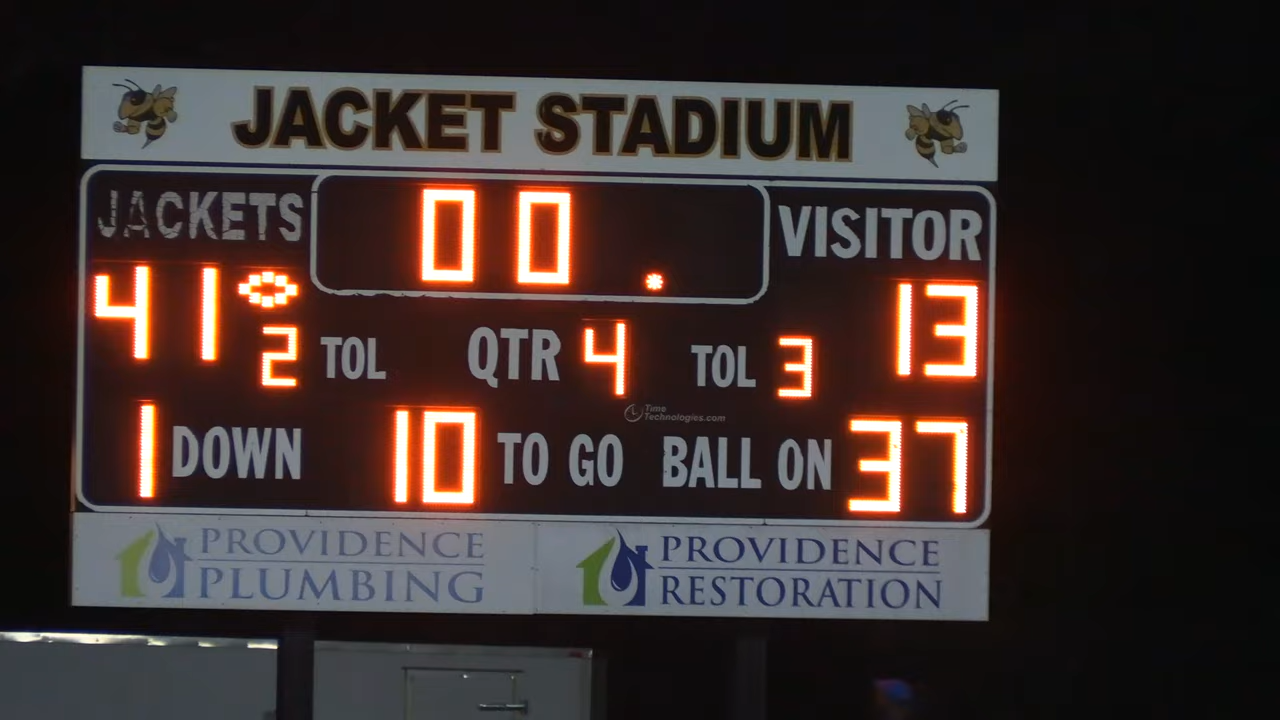 JACKET STADIUM
JACKETS 00. VISITOR
41 13
2 TOL QTR 4 TOL 3
Time
Technologies.com
1 DOWN 10 TO GO BALL ON 37
PROVIDENCE
PLUMBING
PROVIDENCE
RESTORATION